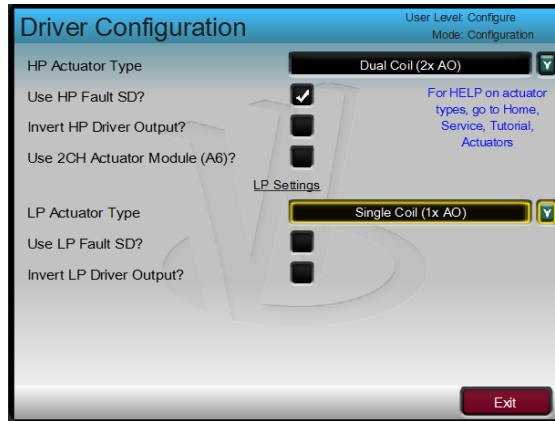 Driver Configuration
User Level: Configure
Mode: Configuration
HP Actuator Type
Dual Coil (2x AO)
Use HP Fault SD?
For HELP on actuator
types, go to Home,
Service, Tutorial,
Actuators
Invert HP Driver Output?
Use 2CH Actuator Module (A6)?
LP Settings
LP Actuator Type
Single Coil (1x AO)
Use LP Fault SD?
Invert LP Driver Output?
Exit